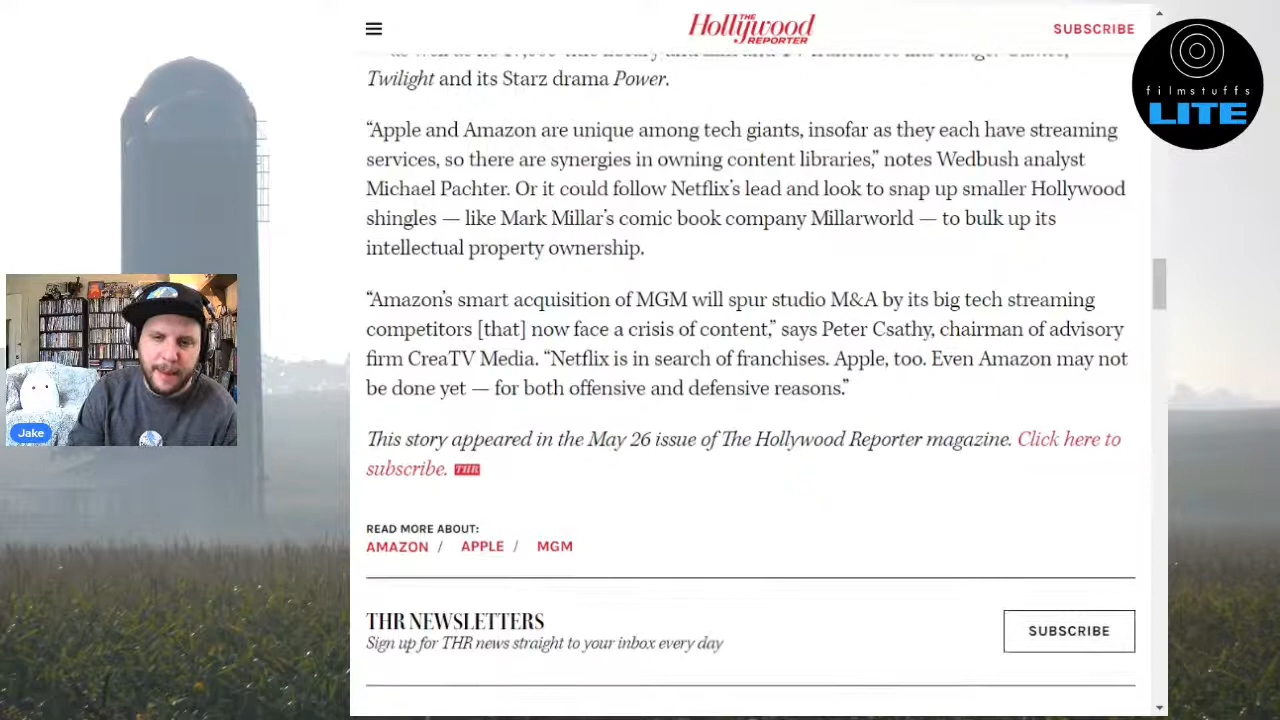 THE
Hollywood
REPORTER
SUBSCRIBE
filmstuffs
LITE
Twilight and its Starz drama Power.
“Apple and Amazon are unique among tech giants, insofar as they each have streaming
services, so there are synergies in owning content libraries,” notes Wedbush analyst
Michael Pachter. Or it could follow Netflix’s lead and look to snap up smaller Hollywood
shingles — like Mark Millar’s comic book company Millarworld — to bulk up its
intellectual property ownership.
“Amazon’s smart acquisition of MGM will spur studio M&A by its big tech streaming
competitors [that] now face a crisis of content,” says Peter Csathy, chairman of advisory
firm CreaTV Media. “Netflix is in search of franchises. Apple, too. Even Amazon may not
be done yet — for both offensive and defensive reasons.”
Jake
This story appeared in the May 26 issue of The Hollywood Reporter magazine. Click here to
subscribe. THR
READ MORE ABOUT:
AMAZON / APPLE / MGM
THR NEWSLETTERS
Sign up for THR news straight to your inbox every day
SUBSCRIBE